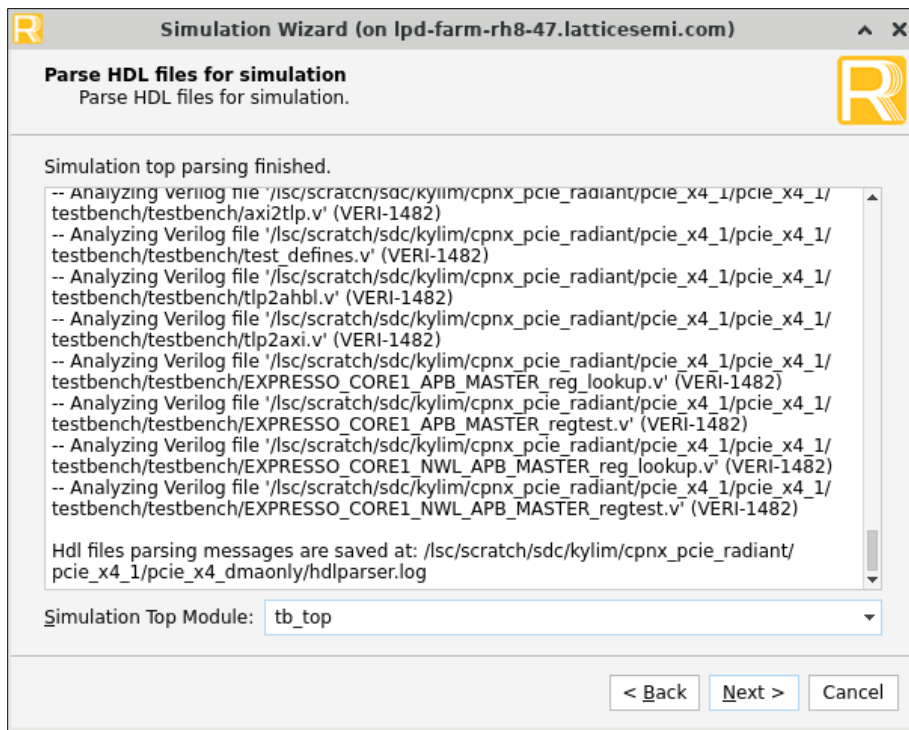 Simulation Wizard (on lpd-farm-rh8-47.latticesemi.com)
Parse HDL files for simulation
Parse HDL files for simulation.
Simulation top parsing finished.
-- Analyzing Verilog file '/lsc/scratch/sdc/kylim/cpnx_pcie_radiant/pcie_x4_1/pcie_x4_1/
testbench/testbench/axi2tlp.v' (VERI-1482)
-- Analyzing Verilog file '/lsc/scratch/sdc/kylim/cpnx_pcie_radiant/pcie_x4_1/pcie_x4_1/
testbench/testbench/test_defines.v' (VERI-1482)
-- Analyzing Verilog file '/lsc/scratch/sdc/kylim/cpnx_pcie_radiant/pcie_x4_1/pcie_x4_1/
testbench/testbench/tlp2ahbl.v' (VERI-1482)
-- Analyzing Verilog file '/lsc/scratch/sdc/kylim/cpnx_pcie_radiant/pcie_x4_1/pcie_x4_1/
testbench/testbench/tlp2axi.v' (VERI-1482)
-- Analyzing Verilog file '/lsc/scratch/sdc/kylim/cpnx_pcie_radiant/pcie_x4_1/pcie_x4_1/
testbench/testbench/EXPRESSO_CORE1_APB_MASTER_reg_lookup.v' (VERI-1482)
-- Analyzing Verilog file '/lsc/scratch/sdc/kylim/cpnx_pcie_radiant/pcie_x4_1/pcie_x4_1/
testbench/testbench/EXPRESSO_CORE1_APB_MASTER_regtest.v' (VERI-1482)
-- Analyzing Verilog file '/lsc/scratch/sdc/kylim/cpnx_pcie_radiant/pcie_x4_1/pcie_x4_1/
testbench/testbench/EXPRESSO_CORE1_NWL_APB_MASTER_reg_lookup.v' (VERI-1482)
-- Analyzing Verilog file '/lsc/scratch/sdc/kylim/cpnx_pcie_radiant/pcie_x4_1/pcie_x4_1/
testbench/testbench/EXPRESSO_CORE1_NWL_APB_MASTER_regtest.v' (VERI-1482)
Hdl files parsing messages are saved at: /lsc/scratch/sdc/kylim/cpnx_pcie_radiant/
pcie_x4_1/pcie_x4_dmaonly/hdlparser.log
Simulation Top Module: tb_top
< Back Next > Cancel